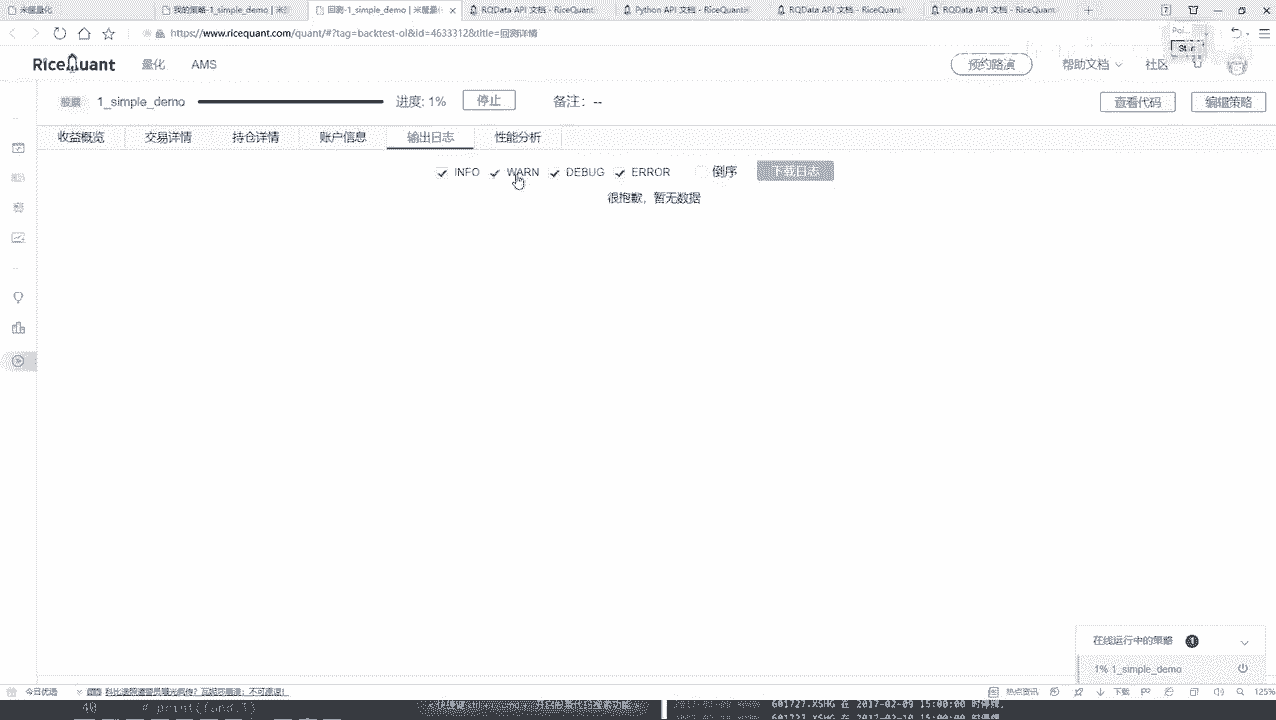 米筐量化 我的策略-1_simple_demo | 米筐 回测-1_simple_demo | 米筐量 RQData API 文档 - RiceQuant Python API 文档 - RiceQuant RQData API 文档 - RiceQuant RQData API 文档 - RiceQuant
https://www.ricequant.com/quant/#?tag=backtest-ol&id=4633312&title=回测详情
RiceQuant 量化 AMS 预约路演 帮助文档 社区
股票 1_simple_demo 进度: 1% 停止 备注: -- 查看代码 编辑策略
收益概览 交易详情 持仓详情 账户信息 输出日志 性能分析
INFO WARN DEBUG ERROR 倒序 下载日志
很抱歉，暂无数据
在线运行中的策略
1% 1_simple_demo
今日优选 热点资讯 下载 125%
40 # print(fund.T)
601727.XSHG 在 2017-02-09 15:00:00 时停牌.
601727.XSHG 在 2017-02-10 15:00:00 时停牌.